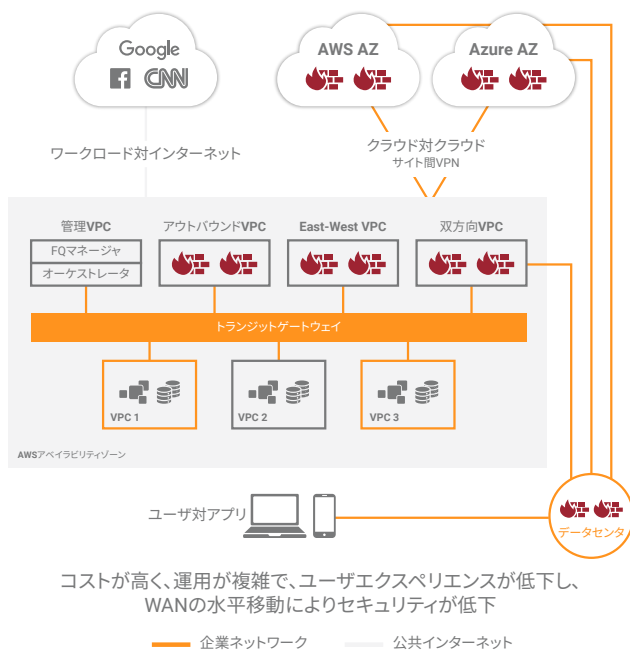 Google
f CNN
AWS AZ
Azure AZ
ワークロード対インターネット
クラウド対クラウド
サイト間VPN
管理VPC
アウトバウンドVPC
East-West VPC
双方向VPC
FQマネージャ
オーケストレータ
トランジットゲートウェイ
VPC 1
VPC 2
VPC 3
AWSアベイラビリティゾーン
ユーザ対アプリ
データセンタ
コストが高く、運用が複雑で、ユーザエクスペリエンスが低下し、
WANの水平移動によりセキュリティが低下
企業ネットワーク
公共インターネット